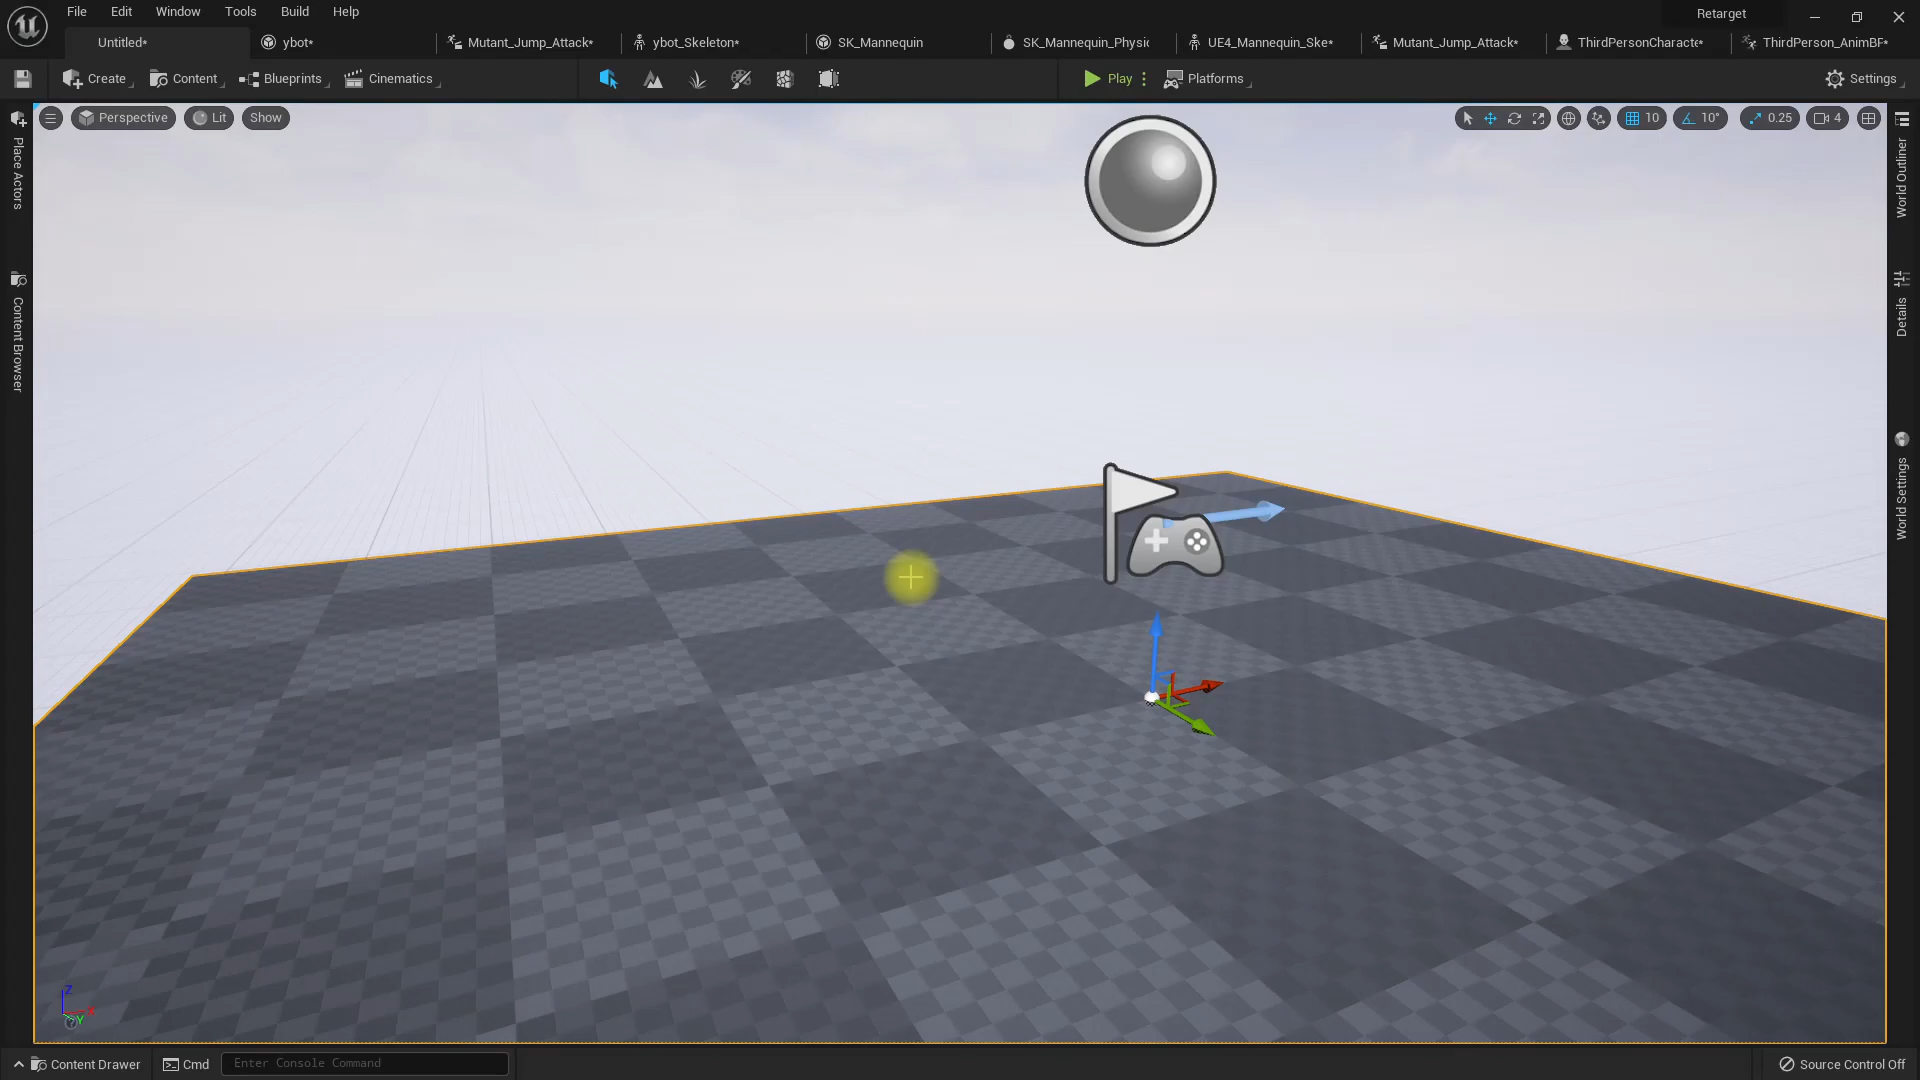 File Edit Window Tools Build Help
Retarget
Untitled* ybot* Mutant_Jump_Attack* ybot_Skeleton* SK_Mannequin SK_Mannequin_Physic UE4_Mannequin_Ske* Mutant_Jump_Attack* ThirdPersonCharacte* ThirdPerson_AnimBP*
Create Content Blueprints Cinematics Play Platforms Settings
Perspective Lit Show 10 10° 0.25 4
Place Actors
Content Browser
World Outliner
Details
World Settings
Z
X
Y
Content Drawer Cmd Enter Console Command Source Control Off